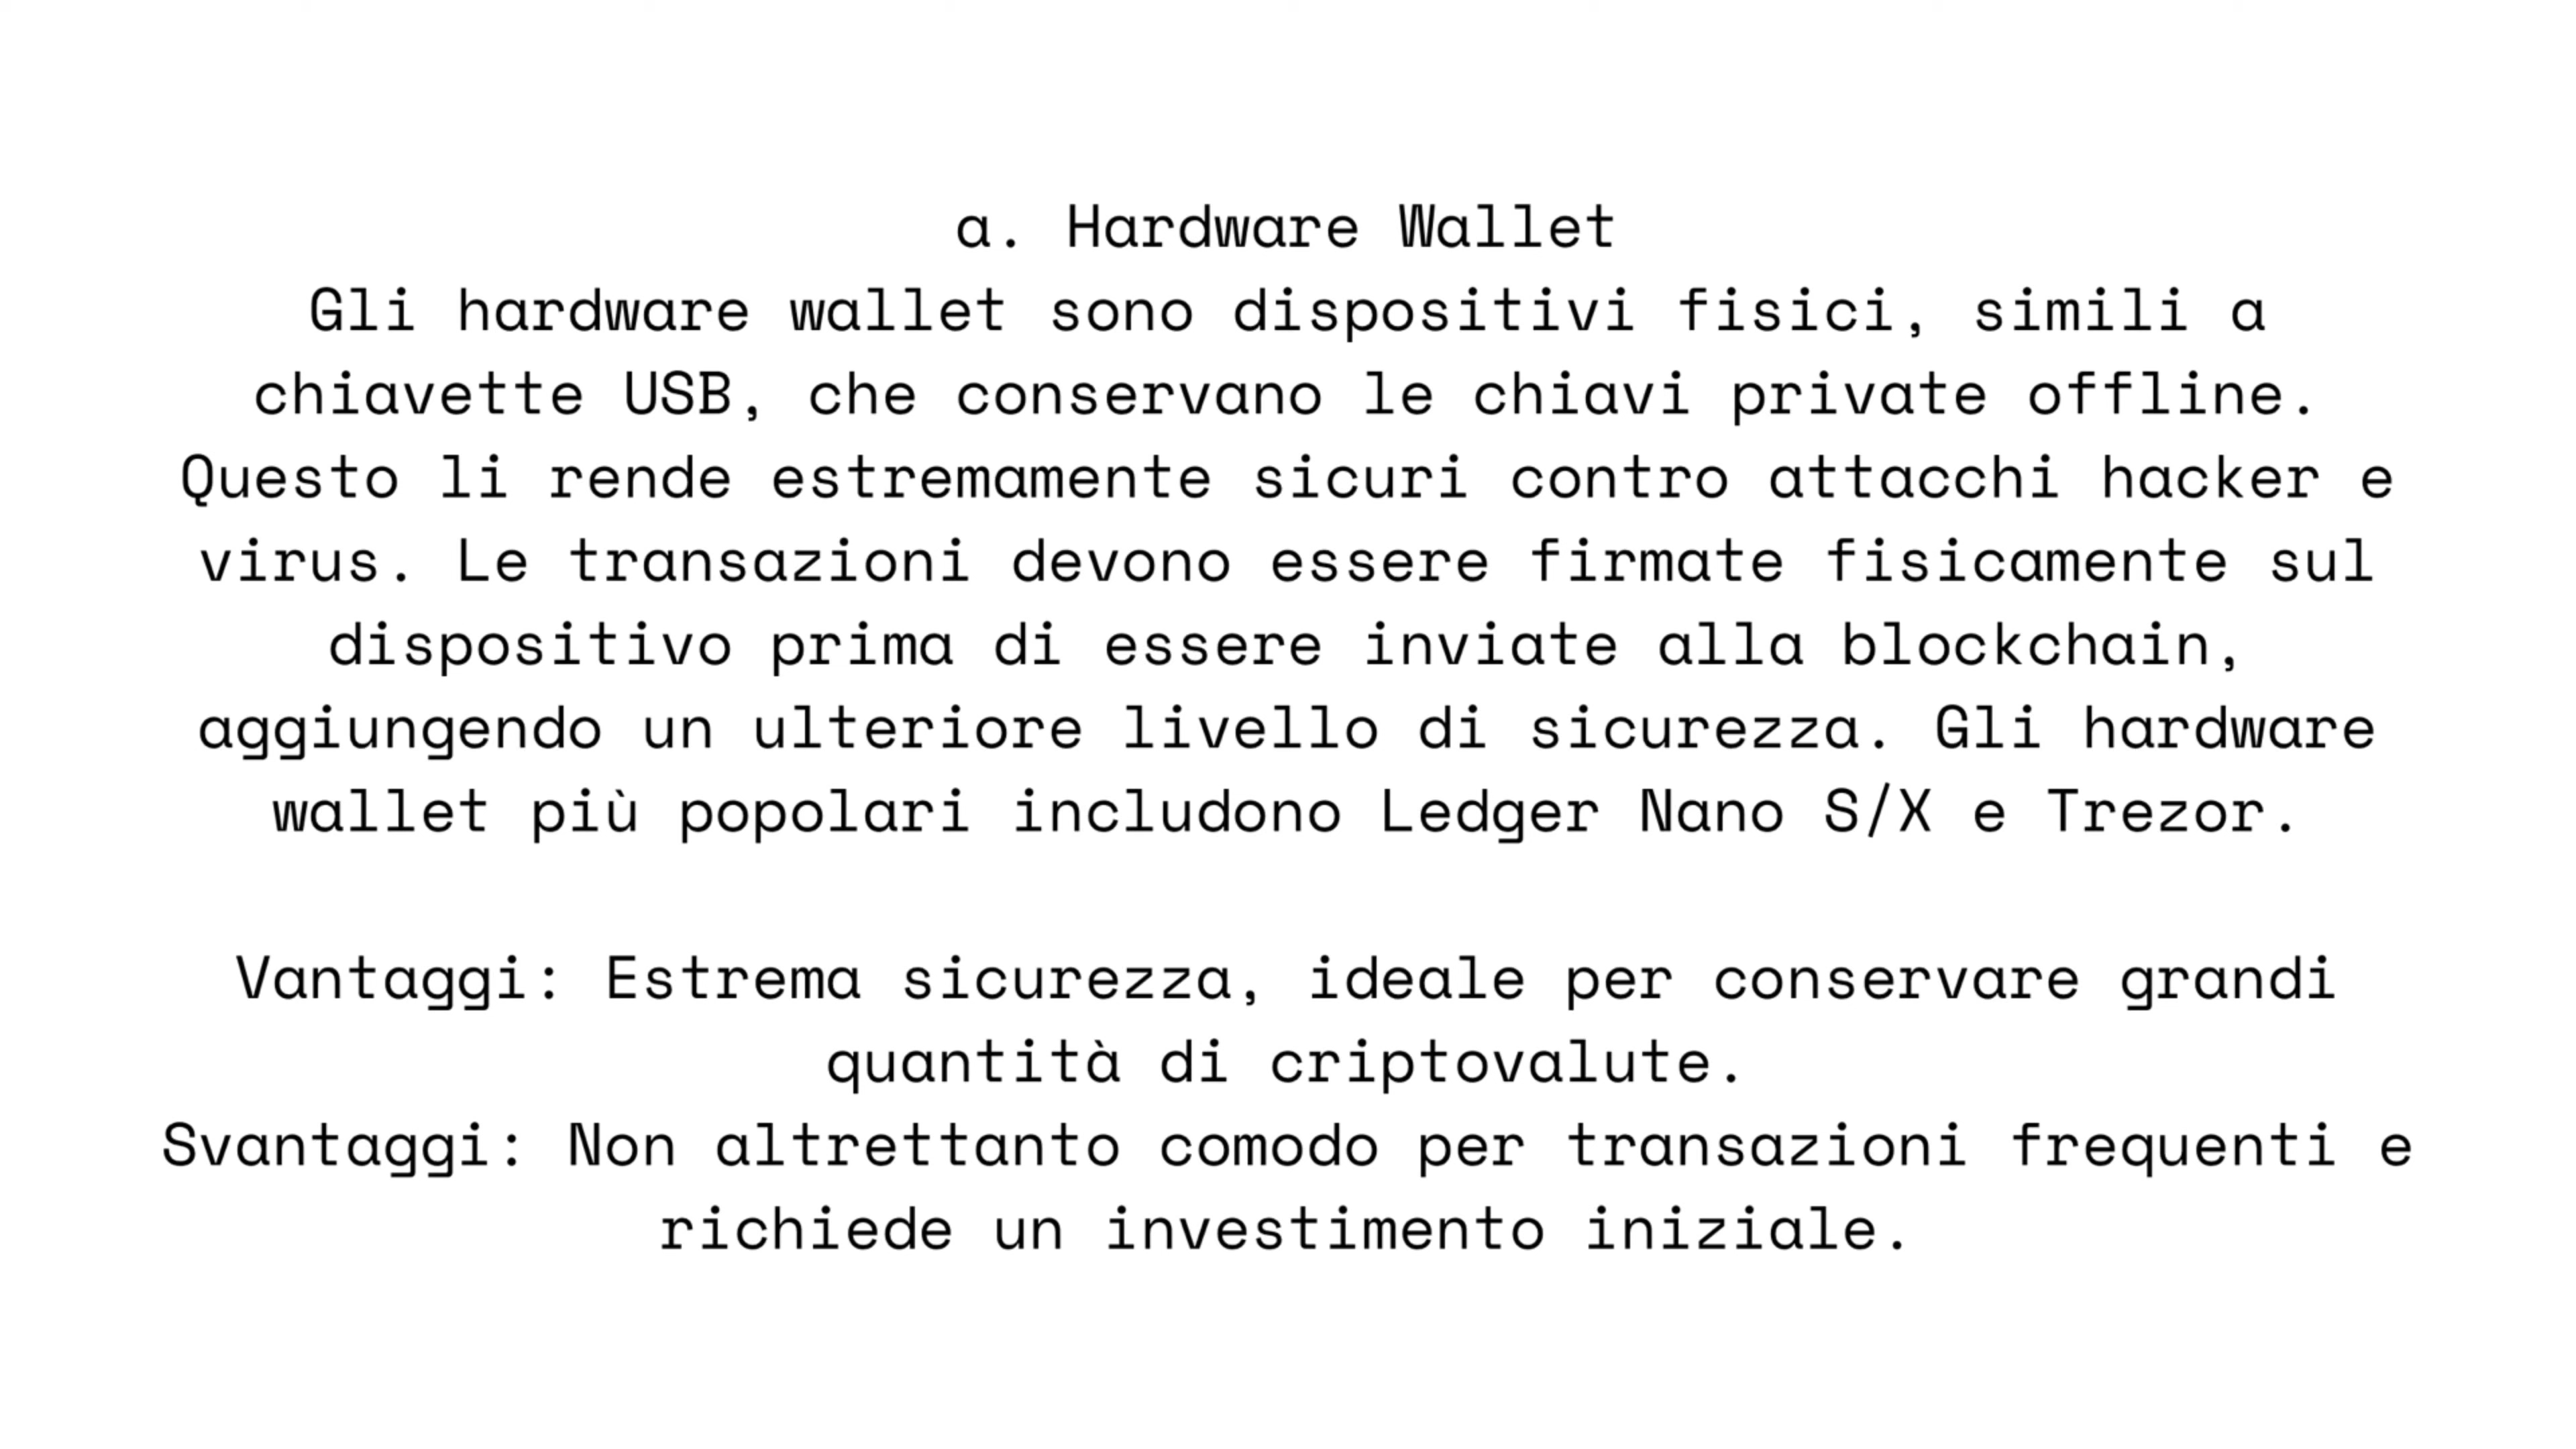 a. Hardware Wallet
Gli hardware wallet sono dispositivi fisici, simili a
chiavette USB, che conservano le chiavi private offline.
Questo li rende estremamente sicuri contro attacchi hacker e
virus. Le transazioni devono essere firmate fisicamente sul
dispositivo prima di essere inviate alla blockchain,
aggiungendo un ulteriore livello di sicurezza. Gli hardware
wallet più popolari includono Ledger Nano S/X e Trezor.
Vantaggi: Estrema sicurezza, ideale per conservare grandi
quantità di criptovalute.
Svantaggi: Non altrettanto comodo per transazioni frequenti e
richiede un investimento iniziale.